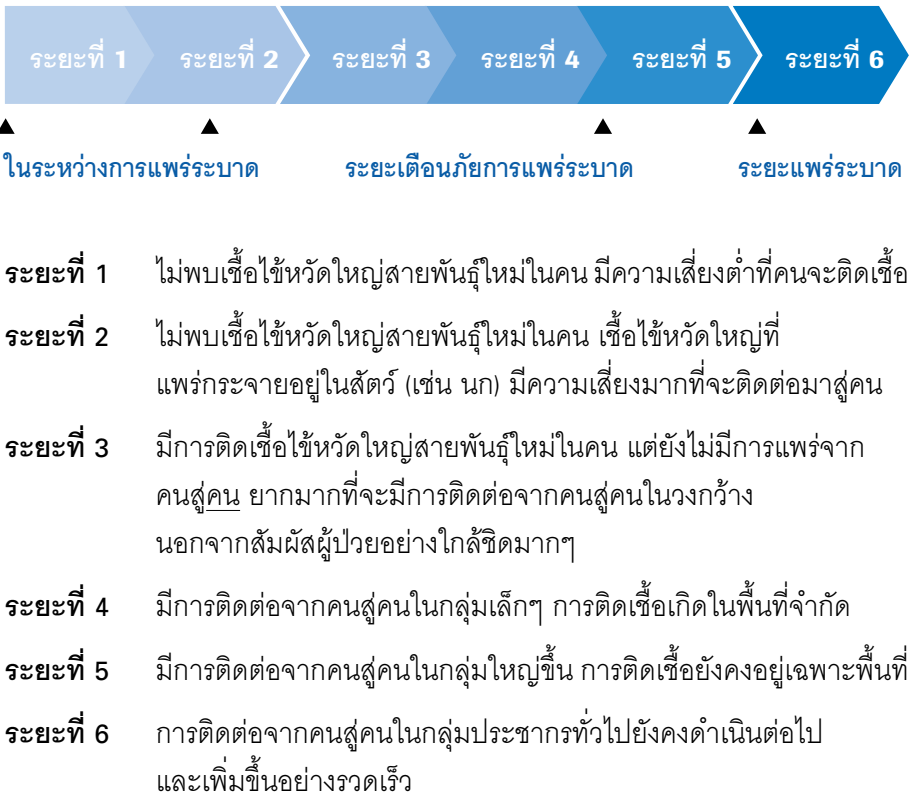 ระยะที่ 1 ระยะที่ 2 ระยะที่ 3 ระยะที่ 4 ระยะที่ 5 ระยะที่ 6
ในระหว่างการแพร่ระบาด ระยะเตือนภัยการแพร่ระบาด ระยะแพร่ระบาด
ระยะที่ 1 ไม่พบเชื้อไข้หวัดใหญ่สายพันธุ์ใหม่ในคน มีความเสี่ยงต่ำที่คนจะติดเชื้อ
ระยะที่ 2 ไม่พบเชื้อไข้หวัดใหญ่สายพันธุ์ใหม่ในคน เชื้อไข้หวัดใหญ่ที่
แพร่กระจายอยู่ในสัตว์ (เช่น นก) มีความเสี่ยงมากที่จะติดต่อมาสู่คน
ระยะที่ 3 มีการติดเชื้อไข้หวัดใหญ่สายพันธุ์ใหม่ในคน แต่ยังไม่มีการแพร่จาก
คนสู่คน ยากมากที่จะมีการติดต่อจากคนสู่คนในวงกว้าง
นอกจากสัมผัสผู้ป่วยอย่างใกล้ชิดมากๆ
ระยะที่ 4 มีการติดต่อจากคนสู่คนในกลุ่มเล็กๆ การติดเชื้อเกิดในพื้นที่จำกัด
ระยะที่ 5 มีการติดต่อจากคนสู่คนในกลุ่มใหญ่ขึ้น การติดเชื้อยังคงอยู่เฉพาะพื้นที่
ระยะที่ 6 การติดต่อจากคนสู่คนในกลุ่มประชากรทั่วไปยังคงดำเนินต่อไป
และเพิ่มขึ้นอย่างรวดเร็ว